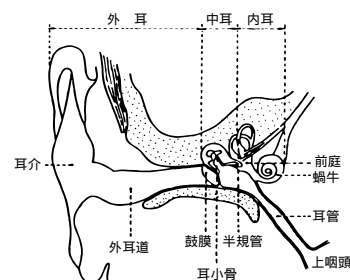 外 耳 中耳 内耳
耳介
前庭
蝸牛
耳管
外耳道 鼓膜 半規管
上咽頭
耳小骨